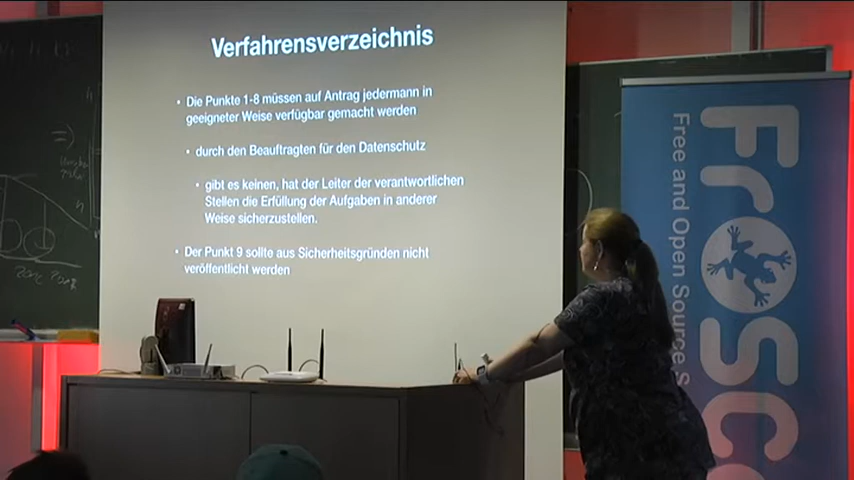 Verfahrensverzeichnis
• Die Punkte 1-8 müssen auf Antrag jedermann in
geeigneter Weise verfügbar gemacht werden
• durch den Beauftragten für den Datenschutz
• gibt es keinen, hat der Leiter der verantwortlichen
Stellen die Erfüllung der Aufgaben in anderer
Weise sicherzustellen.
• Der Punkt 9 sollte aus Sicherheitsgründen nicht
veröffentlicht werden
Free and Open Source S
FrOSC